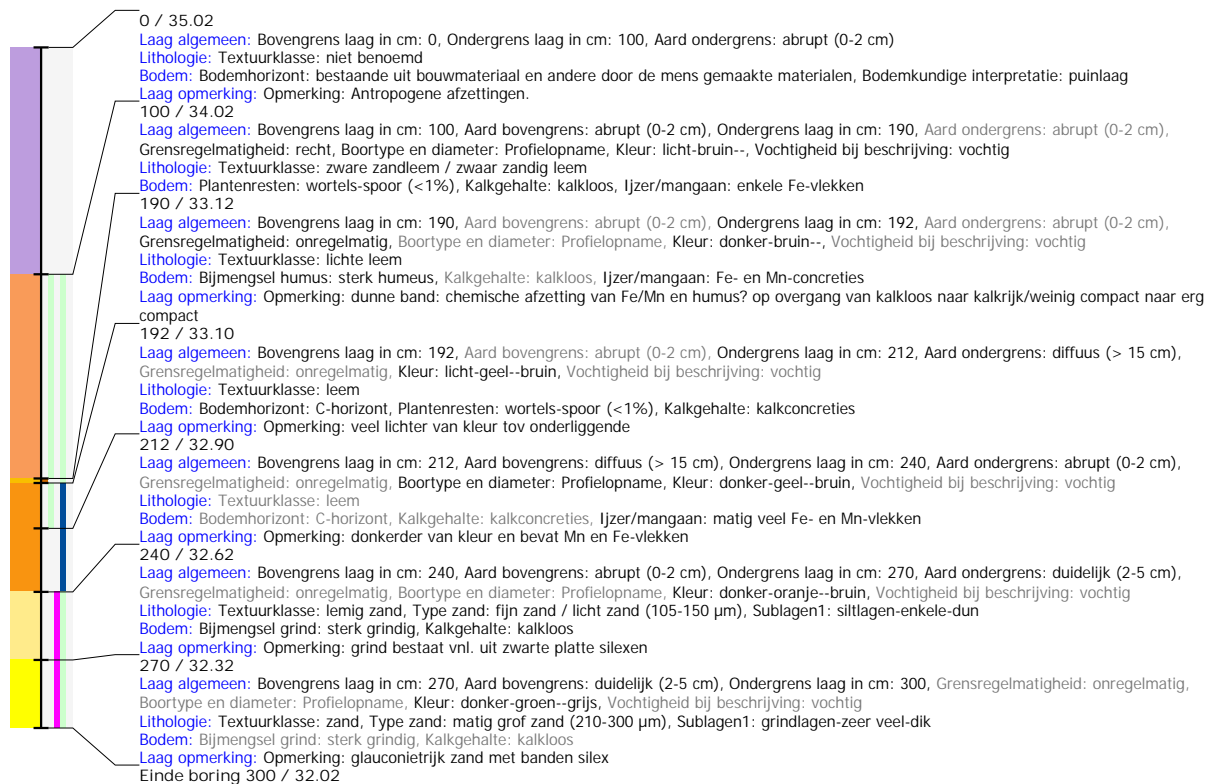 0 / 35.02
Laag algemeen: Bovengrens laag in cm: 0, Ondergrens laag in cm: 100, Aard ondergrens: abrupt (0-2 cm)
Lithologie: Textuurklasse: niet benoemd
Bodem: Bodemhorizont: bestaande uit bouwmateriaal en andere door de mens gemaakte materialen, Bodemkundige interpretatie: puinlaag
Laag opmerking: Opmerking: Antropogene afzettingen.
100 / 34.02
Laag algemeen: Bovengrens laag in cm: 100, Aard bovengrens: abrupt (0-2 cm), Ondergrens laag in cm: 190, Aard ondergrens: abrupt (0-2 cm),
Grensregelmatigheid: recht, Boortype en diameter: Profielopname, Kleur: licht-bruin--, Vochtigheid bij beschrijving: vochtig
Lithologie: Textuurklasse: zware zandleem / zwaar zandig leem
Bodem: Plantenresten: wortels-spoor (<1%), Kalkgehalte: kalkloos, Ijzer/mangaan: enkele Fe-vlekken
190 / 33.12
Laag algemeen: Bovengrens laag in cm: 190, Aard bovengrens: abrupt (0-2 cm), Ondergrens laag in cm: 192, Aard ondergrens: abrupt (0-2 cm),
Grensregelmatigheid: onregelmatig, Boortype en diameter: Profielopname, Kleur: donker-bruin--, Vochtigheid bij beschrijving: vochtig
Lithologie: Textuurklasse: lichte leem
Bodem: Bijmengsel humus: sterk humeus, Kalkgehalte: kalkloos, Ijzer/mangaan: Fe- en Mn-concreties
Laag opmerking: Opmerking: dunne band: chemische afzetting van Fe/Mn en humus? op overgang van kalkloos naar kalkrijk/weinig compact naar erg
compact
192 / 33.10
Laag algemeen: Bovengrens laag in cm: 192, Aard bovengrens: abrupt (0-2 cm), Ondergrens laag in cm: 212, Aard ondergrens: diffuus (> 15 cm),
Grensregelmatigheid: onregelmatig, Kleur: licht-geel--bruin, Vochtigheid bij beschrijving: vochtig
Lithologie: Textuurklasse: leem
Bodem: Bodemhorizont: C-horizont, Plantenresten: wortels-spoor (<1%), Kalkgehalte: kalkconcreties
Laag opmerking: Opmerking: veel lichter van kleur tov onderliggende
212 / 32.90
Laag algemeen: Bovengrens laag in cm: 212, Aard bovengrens: diffuus (> 15 cm), Ondergrens laag in cm: 240, Aard ondergrens: abrupt (0-2 cm),
Grensregelmatigheid: onregelmatig, Boortype en diameter: Profielopname, Kleur: donker-geel--bruin, Vochtigheid bij beschrijving: vochtig
Lithologie: Textuurklasse: leem
Bodem: Bodemhorizont: C-horizont, Kalkgehalte: kalkconcreties, Ijzer/mangaan: matig veel Fe- en Mn-vlekken
Laag opmerking: Opmerking: donkerder van kleur en bevat Mn en Fe-vlekken
240 / 32.62
Laag algemeen: Bovengrens laag in cm: 240, Aard bovengrens: abrupt (0-2 cm), Ondergrens laag in cm: 270, Aard ondergrens: duidelijk (2-5 cm),
Grensregelmatigheid: onregelmatig, Boortype en diameter: Profielopname, Kleur: donker-oranje--bruin, Vochtigheid bij beschrijving: vochtig
Lithologie: Textuurklasse: lemig zand, Type zand: fijn zand / licht zand (105-150 µm), Sublagen1: siltlagen-enkele-dun
Bodem: Bijmengsel grind: sterk grindig, Kalkgehalte: kalkloos
Laag opmerking: Opmerking: grind bestaat vnl. uit zwarte platte silexen
270 / 32.32
Laag algemeen: Bovengrens laag in cm: 270, Aard bovengrens: duidelijk (2-5 cm), Ondergrens laag in cm: 300, Grensregelmatigheid: onregelmatig,
Boortype en diameter: Profielopname, Kleur: donker-groen--grijs, Vochtigheid bij beschrijving: vochtig
Lithologie: Textuurklasse: zand, Type zand: matig grof zand (210-300 µm), Sublagen1: grindlagen-zeer veel-dik
Bodem: Bijmengsel grind: sterk grindig, Kalkgehalte: kalkloos
Laag opmerking: Opmerking: glauconietrijk zand met banden silex
Einde boring 300 / 32.02